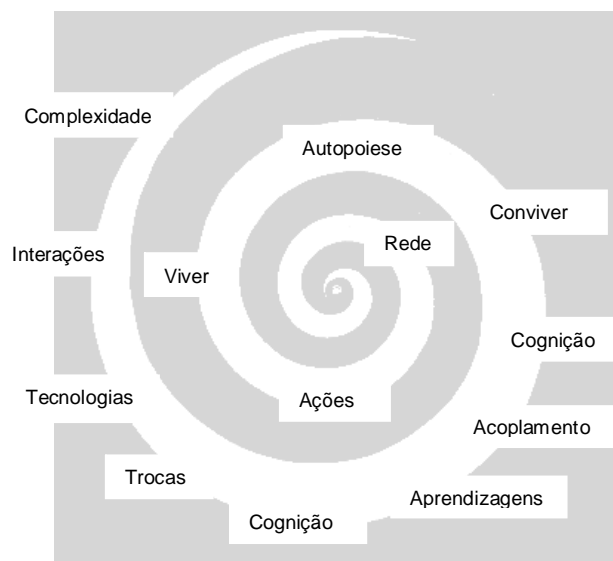 Complexidade
Autopoiese
Conviver
Rede
Interações
Viver
Cognição
Tecnologias
Ações
Acoplamento
Trocas
Aprendizagens
Cognição